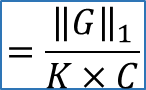 = ‖G‖₁ / K × C